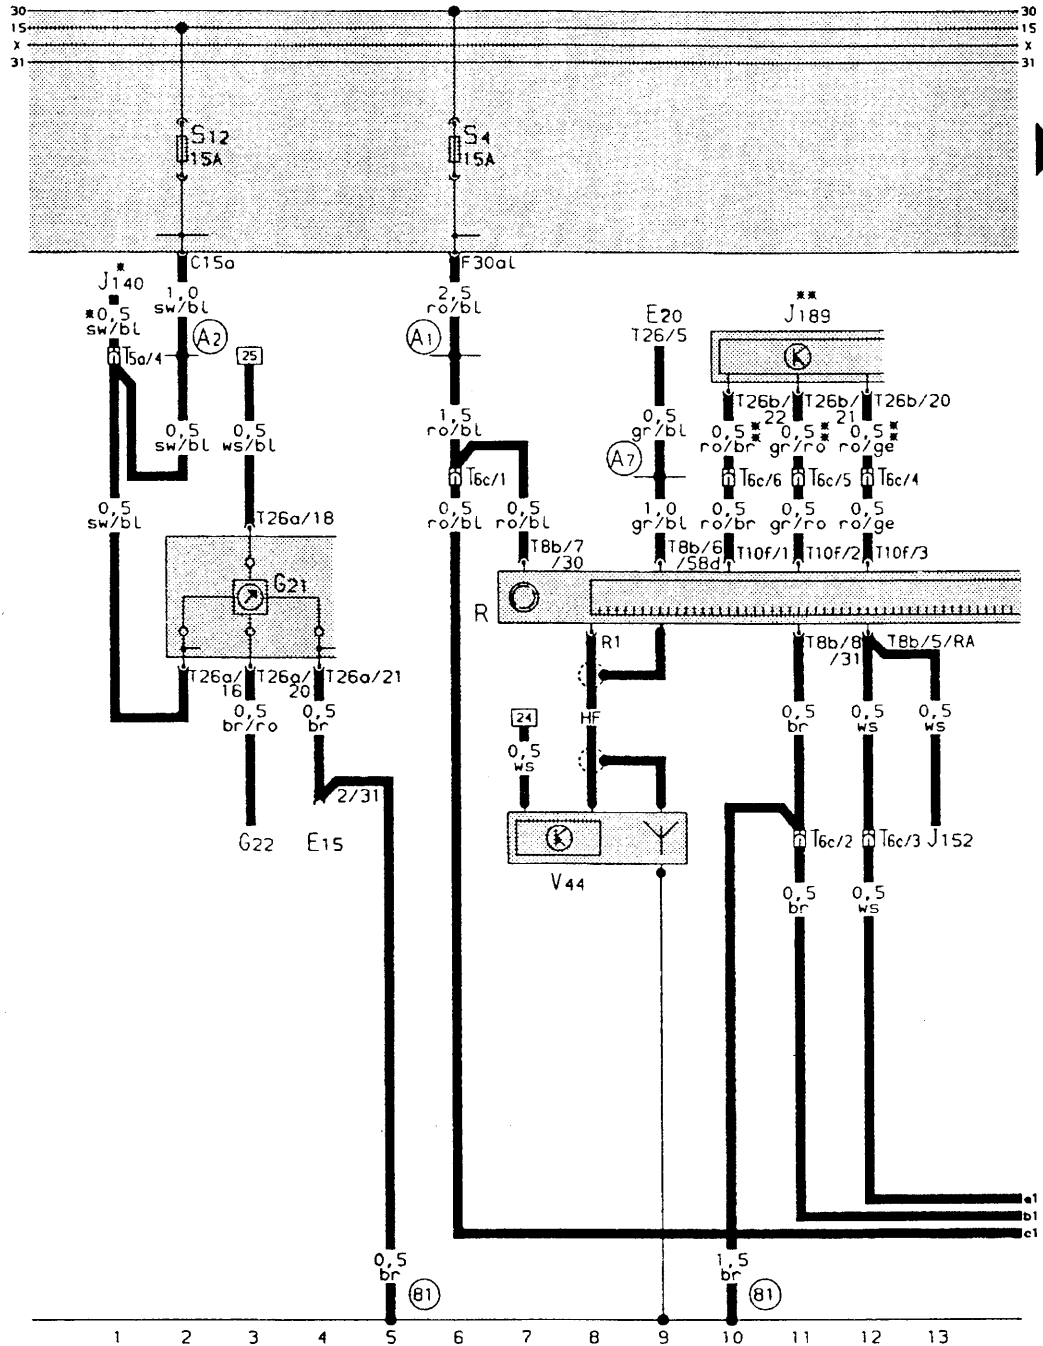 30 30
15 15
X X
31 31
S12 S4
15A 15A
C15a F30al
J140*
1,0 2,5
sw/bl ro/bl
*0,5
sw/bl
E20 J189**
T26/5
A2 A1
T5a/4 25
K
T26b/22 T26b/21 T26b/20
0,5 0,5 1,5 0,5 0,5** 0,5** 0,5**
sw/bl ws/bl ro/bl gr/bl ro/br gr/ro ro/ge
A7
T6c/1 T6c/6 T6c/5 T6c/4
0,5 0,5 0,5 1,0 0,5 0,5 0,5
sw/bl ro/bl ro/bl gr/bl ro/br gr/ro ro/ge
T26a/18
T8b/7/30 T8b/6/58d T10f/1 T10f/2 T10f/3
G21
R
R1 T8b/8/31 T8b/5/RA
T26a/16 T26a/20 T26a/21
0,5 0,5 24 HF 0,5 0,5 0,5
br/ro br br ws ws
0,5
ws
2/31
G22 E15 T6c/2 T6c/3 J152
V44
0,5 0,5
br ws
a1
b1
c1
0,5 1,5
br br
81 81
1 2 3 4 5 6 7 8 9 10 11 12 13